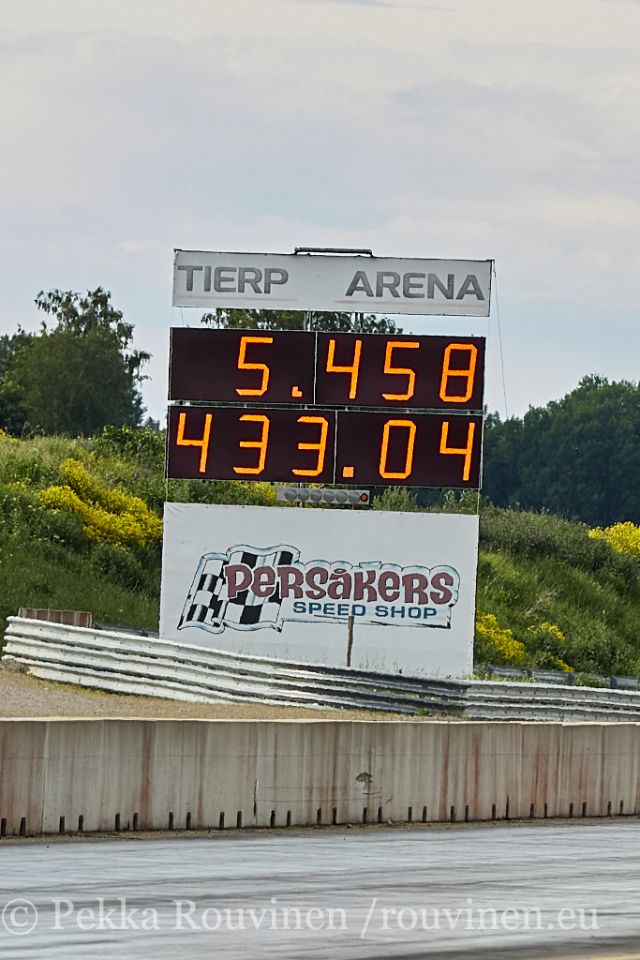 TIERP ARENA
5.458
433.04
PERSÅKERS
SPEED SHOP
© Pekka Rouvinen /rouvinen.eu